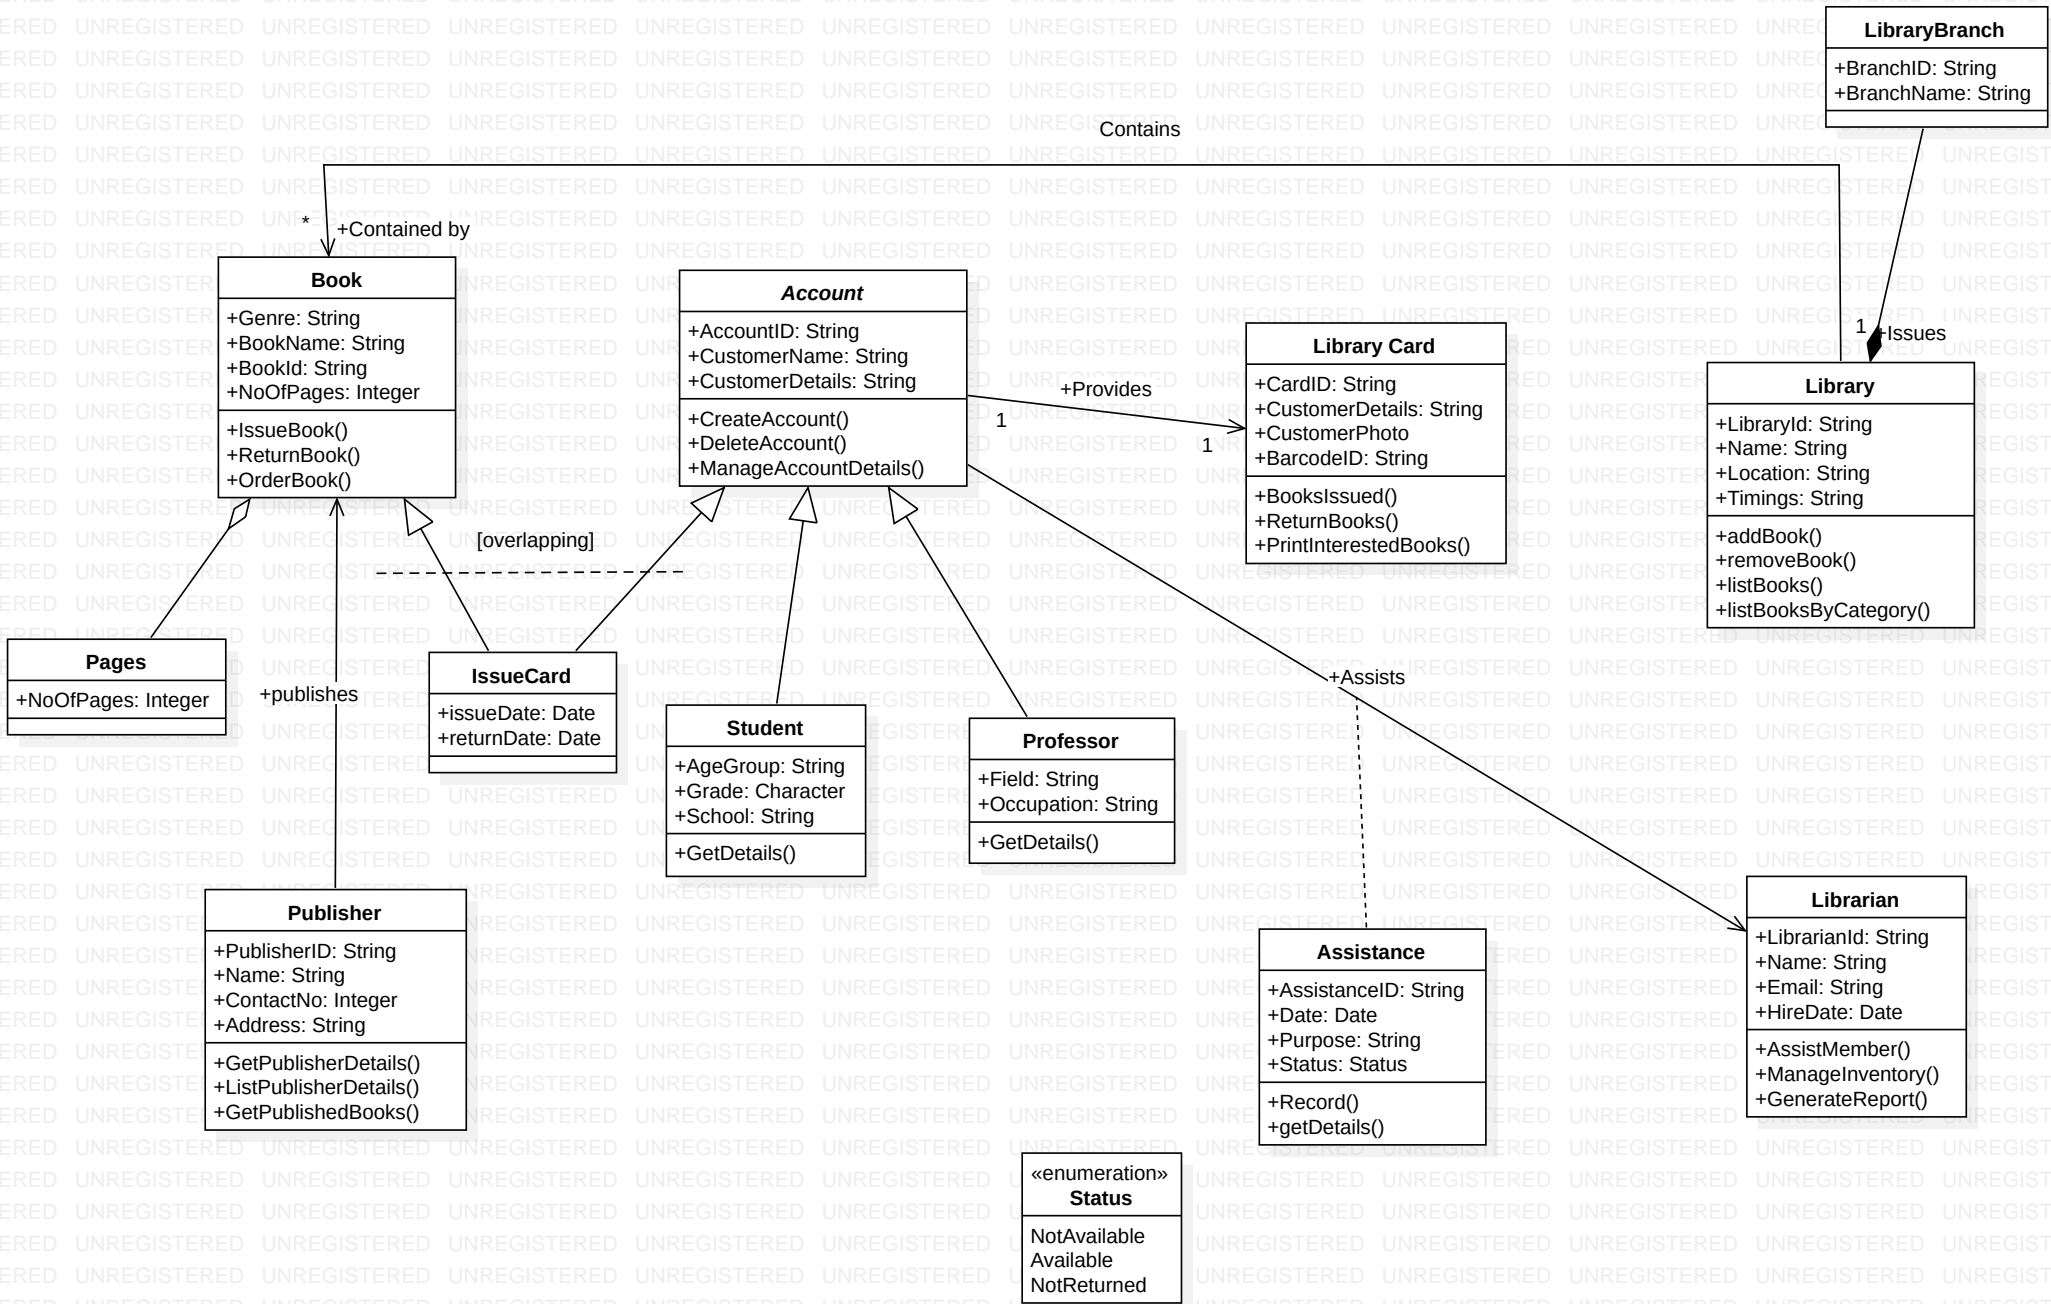 LibraryBranch
+BranchID: String
+BranchName: String
Contains
*
+Contained by
Book
+Genre: String
+BookName: String
+BookId: String
+NoOfPages: Integer
+IssueBook()
+ReturnBook()
+OrderBook()
Account
+AccountID: String
+CustomerName: String
+CustomerDetails: String
+CreateAccount()
+DeleteAccount()
+ManageAccountDetails()
+Provides
1
1
Library Card
+CardID: String
+CustomerDetails: String
+CustomerPhoto
+BarcodeID: String
+BooksIssued()
+ReturnBooks()
+PrintInterestedBooks()
1
+Issues
Library
+LibraryId: String
+Name: String
+Location: String
+Timings: String
+addBook()
+removeBook()
+listBooks()
+listBooksByCategory()
[overlapping]
Pages
+NoOfPages: Integer
+publishes
IssueCard
+issueDate: Date
+returnDate: Date
Student
+AgeGroup: String
+Grade: Character
+School: String
+GetDetails()
Professor
+Field: String
+Occupation: String
+GetDetails()
+Assists
Publisher
+PublisherID: String
+Name: String
+ContactNo: Integer
+Address: String
+GetPublisherDetails()
+ListPublisherDetails()
+GetPublishedBooks()
Assistance
+AssistanceID: String
+Date: Date
+Purpose: String
+Status: Status
+Record()
+getDetails()
Librarian
+LibrarianId: String
+Name: String
+Email: String
+HireDate: Date
+AssistMember()
+ManageInventory()
+GenerateReport()
«enumeration»
Status
NotAvailable
Available
NotReturned
UNREGISTERED